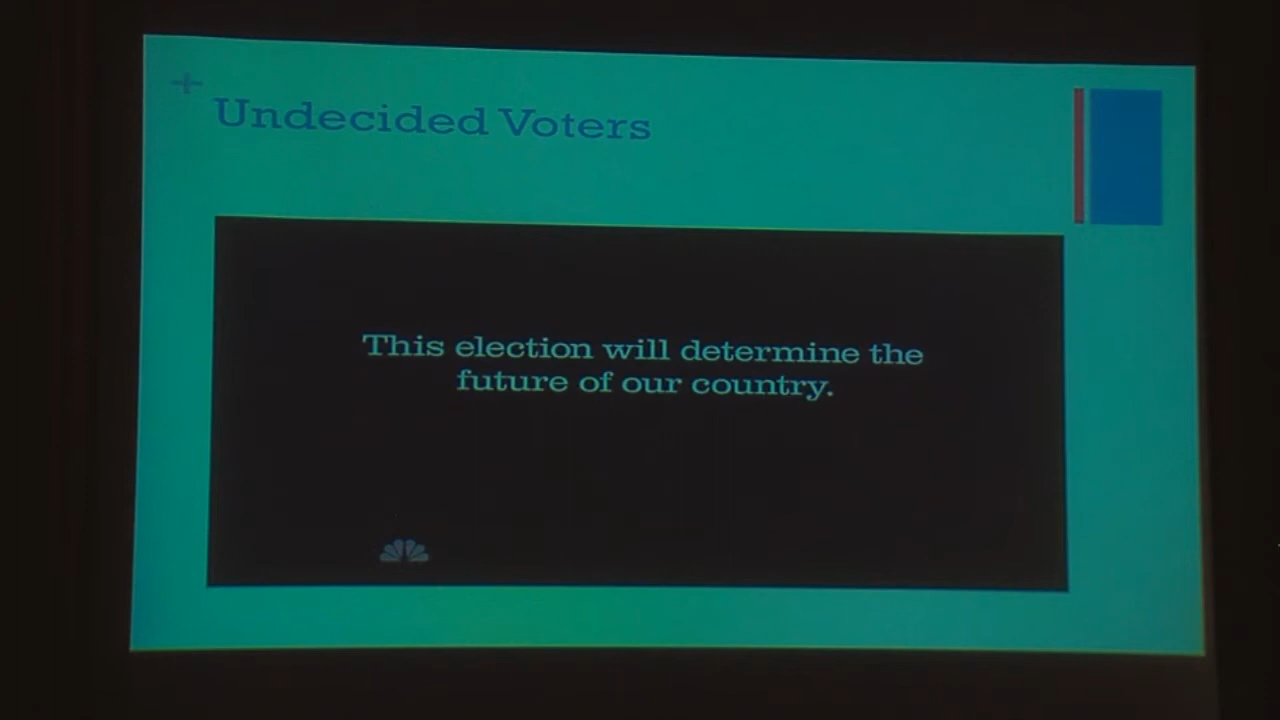 +
Undecided Voters
This election will determine the
future of our country.